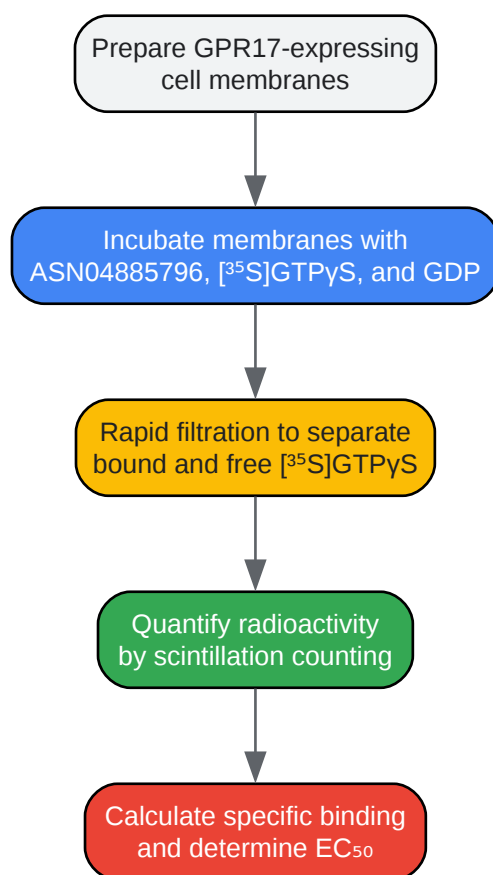 Prepare GPR17-expressing
cell membranes
Incubate membranes with
ASN04885796, [³⁵S]GTPγS, and GDP
Rapid filtration to separate
bound and free [³⁵S]GTPγS
Quantify radioactivity
by scintillation counting
Calculate specific binding
and determine EC₅₀